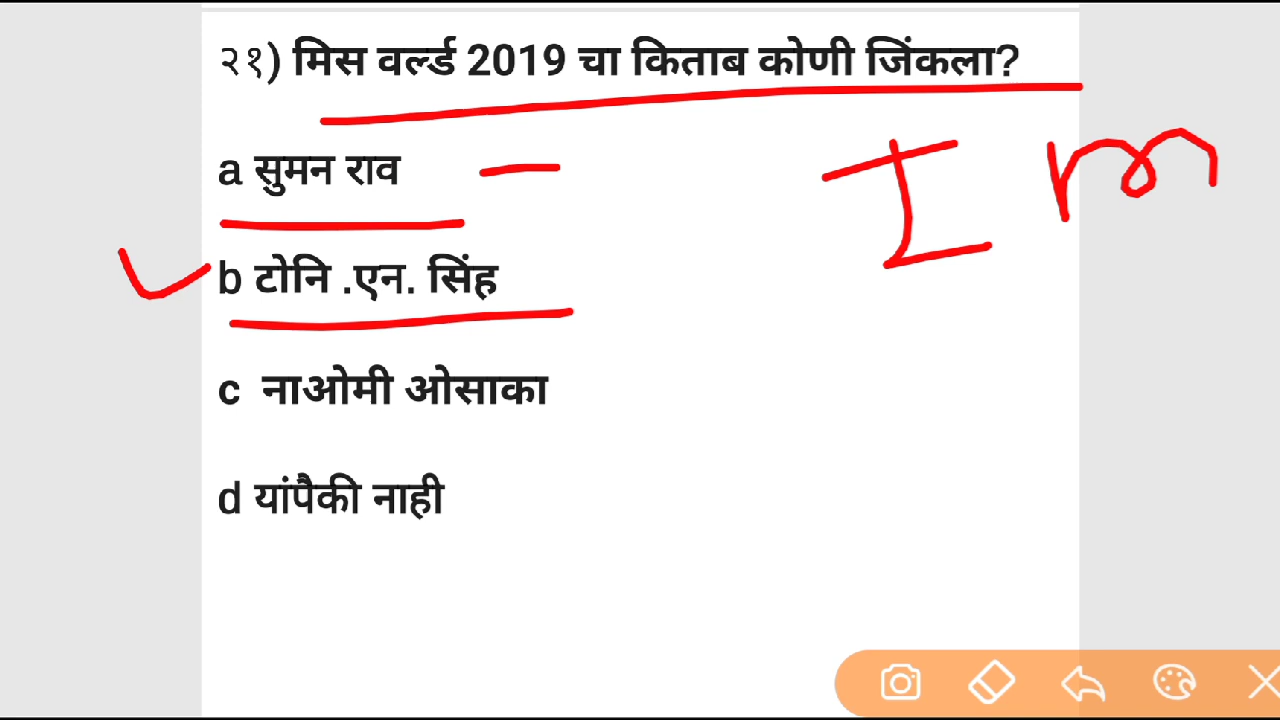 २१) मिस वर्ल्ड 2019 चा किताब कोणी जिंकला?
a सुमन राव
I m
b टोनि .एन. सिंह
c नाओमी ओसाका
d यांपैकी नाही